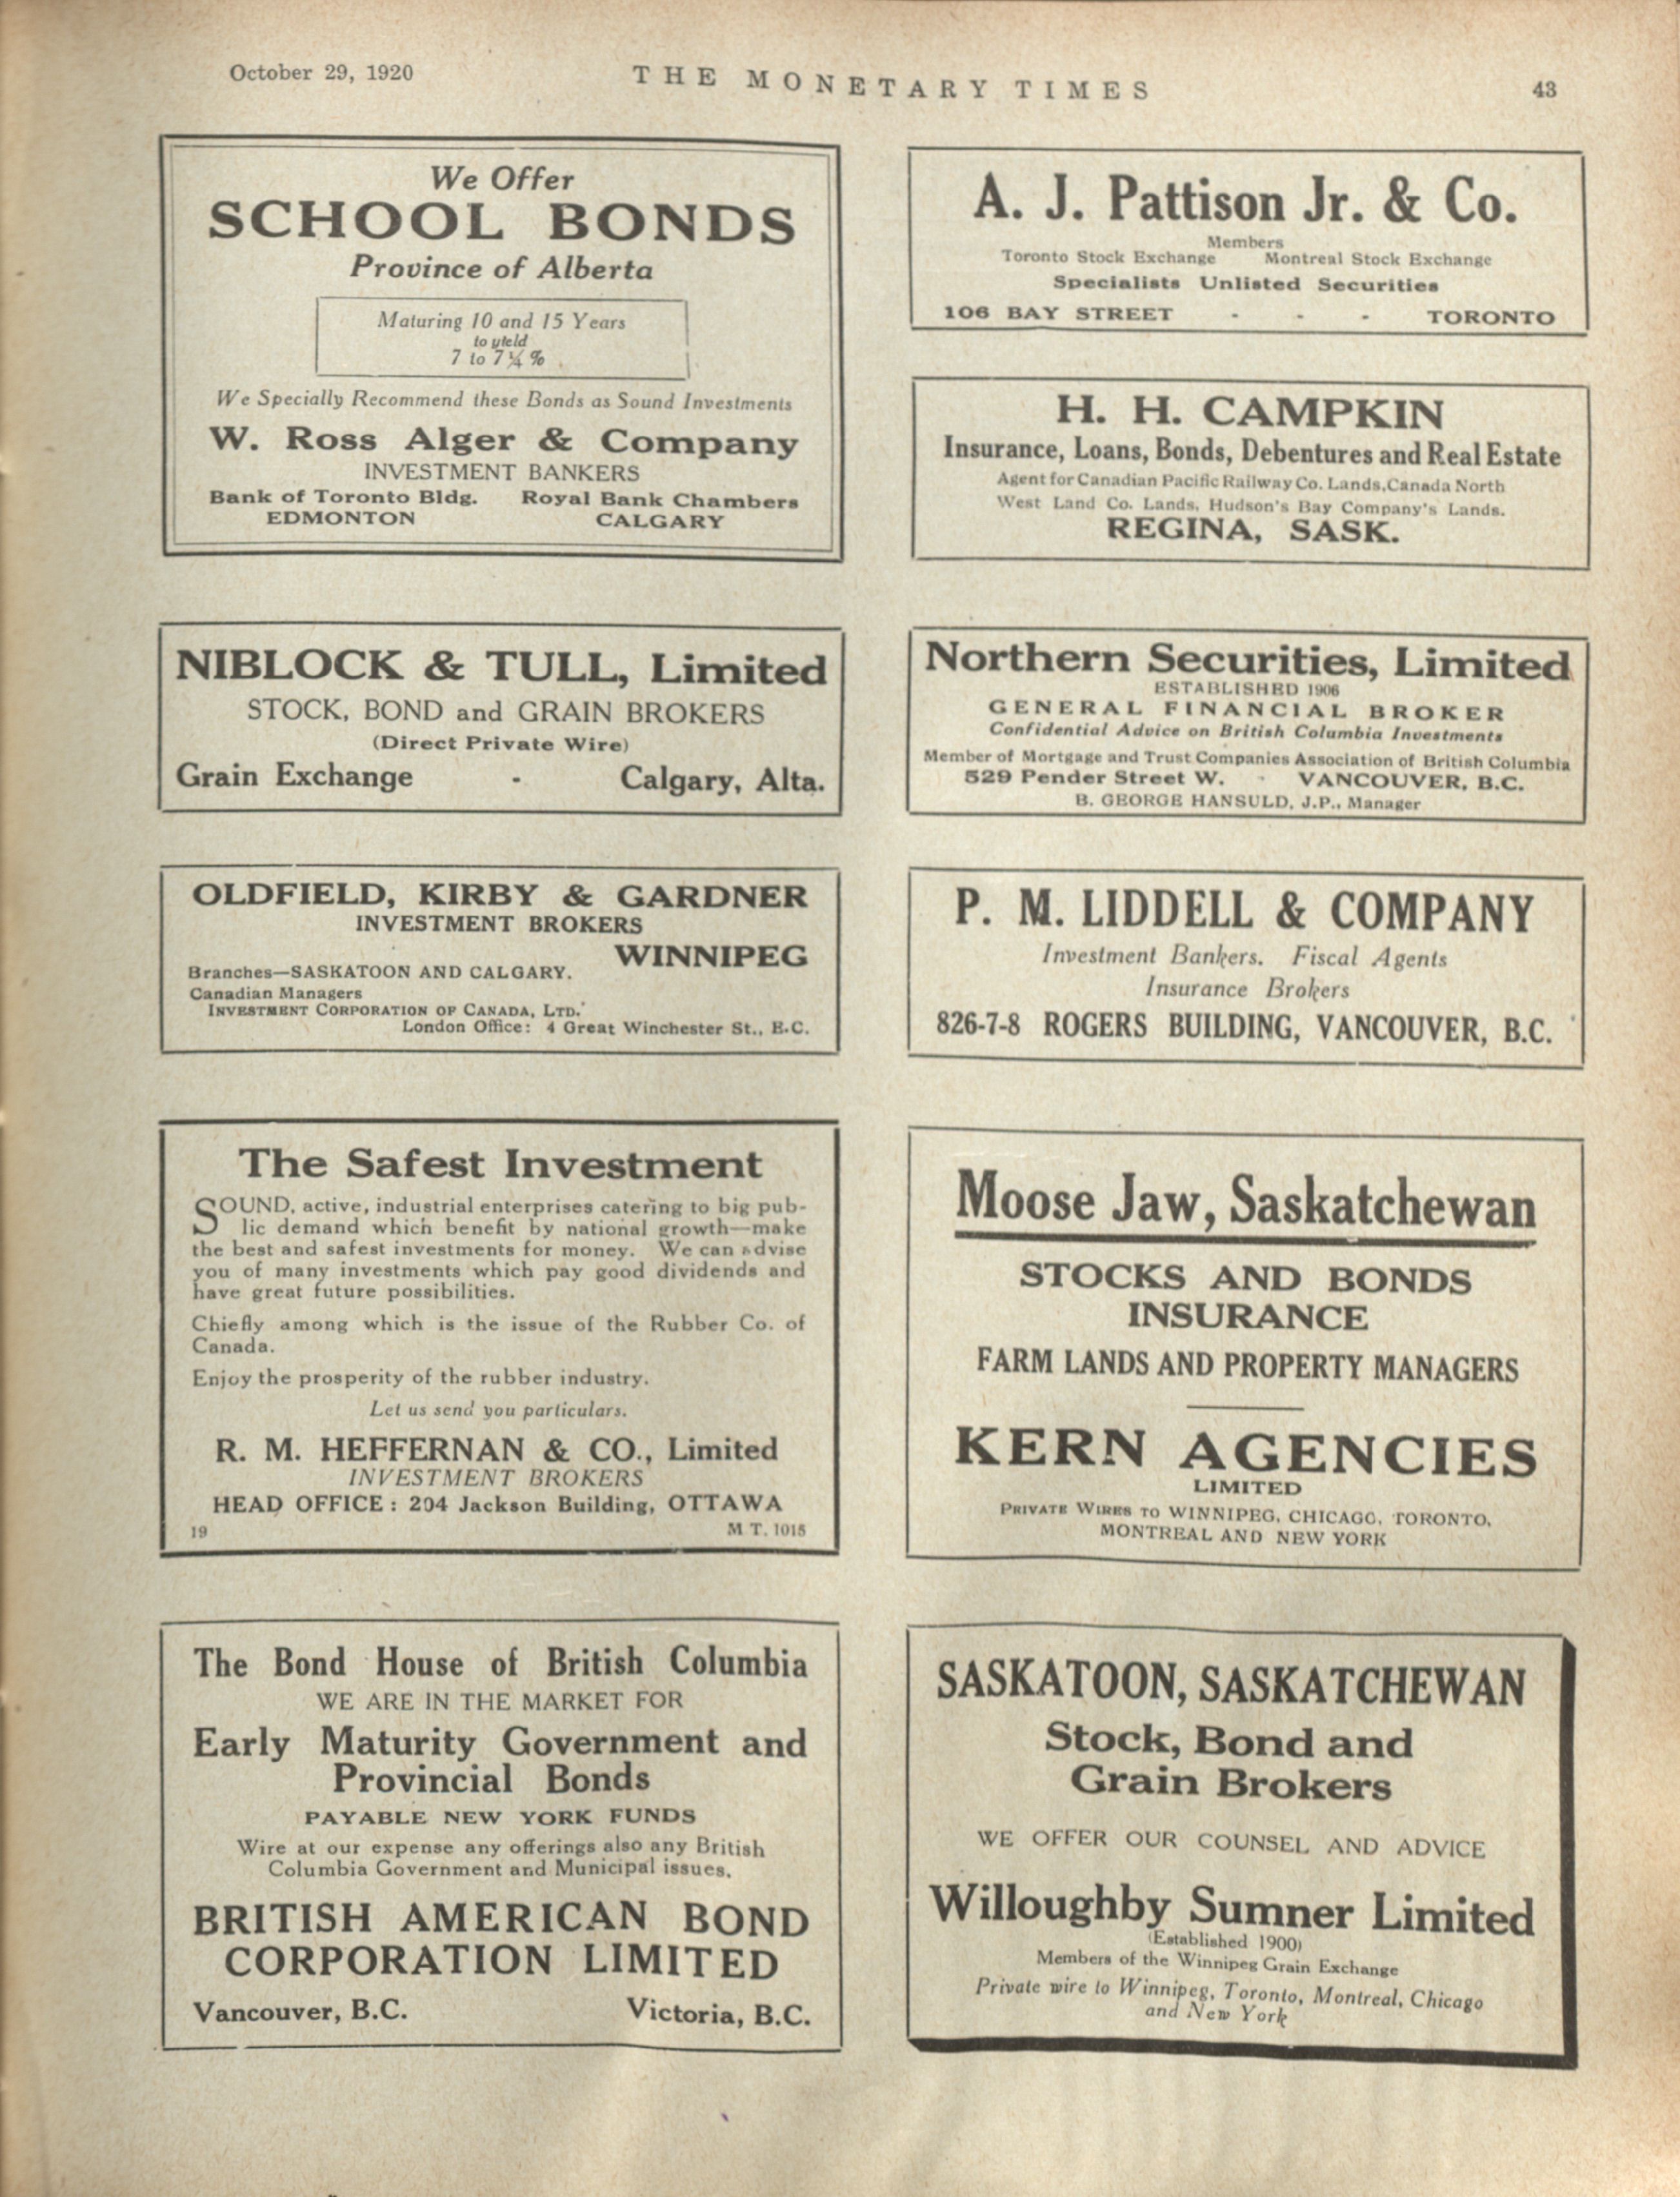 October 29, 1920
THE MONETARY TIMES
43
We Offer
SCHOOL BONDS
Province of Alberta
Maturing 10 and 15 Years
to yield
7 to 7¼%
We Specially Recommend these Bonds as Sound Investments
W. Ross Alger & Company
INVESTMENT BANKERS
Bank of Toronto Bldg. Royal Bank Chambers
EDMONTON CALGARY
NIBLOCK & TULL, Limited
STOCK, BOND and GRAIN BROKERS
(Direct Private Wire)
Grain Exchange - Calgary, Alta.
OLDFIELD, KIRBY & GARDNER
INVESTMENT BROKERS
WINNIPEG
Branches—SASKATOON AND CALGARY.
Canadian Managers
INVESTMENT CORPORATION OF CANADA, LTD.
London Office: 4 Great Winchester St., E.C.
The Safest Investment
SOUND, active, industrial enterprises catering to big pub-
lic demand which benefit by national growth—make
the best and safest investments for money. We can advise
you of many investments which pay good dividends and
have great future possibilities.
Chiefly among which is the issue of the Rubber Co. of
Canada.
Enjoy the prosperity of the rubber industry.
Let us send you particulars.
R. M. HEFFERNAN & CO., Limited
INVESTMENT BROKERS
HEAD OFFICE: 204 Jackson Building, OTTAWA
19 M T. 1015
The Bond House of British Columbia
WE ARE IN THE MARKET FOR
Early Maturity Government and
Provincial Bonds
PAYABLE NEW YORK FUNDS
Wire at our expense any offerings also any British
Columbia Government and Municipal issues.
BRITISH AMERICAN BOND
CORPORATION LIMITED
Vancouver, B.C. Victoria, B.C.
A. J. Pattison Jr. & Co.
Members
Toronto Stock Exchange Montreal Stock Exchange
Specialists Unlisted Securities
106 BAY STREET - - - TORONTO
H. H. CAMPKIN
Insurance, Loans, Bonds, Debentures and Real Estate
Agent for Canadian Pacific Railway Co. Lands, Canada North
West Land Co. Lands, Hudson's Bay Company's Lands.
REGINA, SASK.
Northern Securities, Limited
ESTABLISHED 1906
GENERAL FINANCIAL BROKER
Confidential Advice on British Columbia Investments
Member of Mortgage and Trust Companies Association of British Columbia
529 Pender Street W. - VANCOUVER, B.C.
B. GEORGE HANSULD, J.P., Manager
P. M. LIDDELL & COMPANY
Investment Bankers. Fiscal Agents
Insurance Brokers
826-7-8 ROGERS BUILDING, VANCOUVER, B.C.
Moose Jaw, Saskatchewan
STOCKS AND BONDS
INSURANCE
FARM LANDS AND PROPERTY MANAGERS
KERN AGENCIES
LIMITED
PRIVATE WIRES TO WINNIPEG, CHICAGO, TORONTO,
MONTREAL AND NEW YORK
SASKATOON, SASKATCHEWAN
Stock, Bond and
Grain Brokers
WE OFFER OUR COUNSEL AND ADVICE
Willoughby Sumner Limited
(Established 1900)
Members of the Winnipeg Grain Exchange
Private wire to Winnipeg, Toronto, Montreal, Chicago
and New York